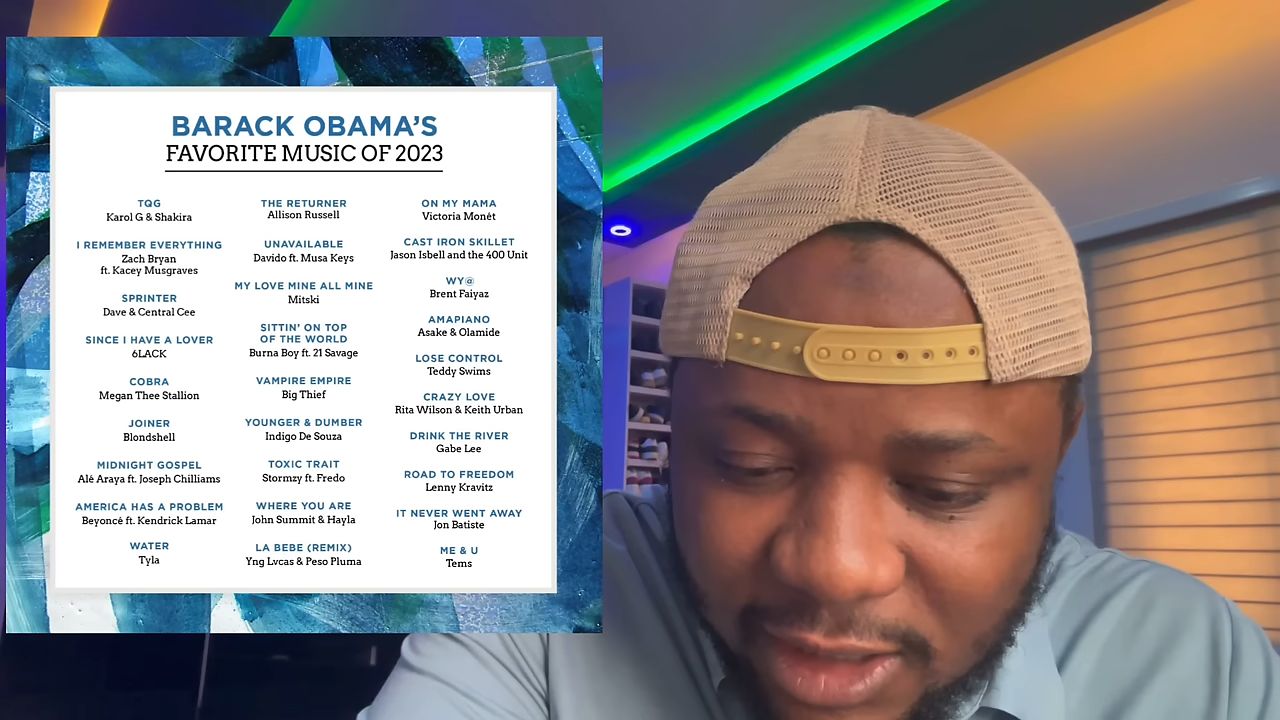 BARACK OBAMA'S
FAVORITE MUSIC OF 2023
TQG
Karol G & Shakira
I REMEMBER EVERYTHING
Zach Bryan
ft. Kacey Musgraves
SPRINTER
Dave & Central Cee
SINCE I HAVE A LOVER
6LACK
COBRA
Megan Thee Stallion
JOINER
Blondshell
MIDNIGHT GOSPEL
Alé Araya ft. Joseph Chilliams
AMERICA HAS A PROBLEM
Beyoncé ft. Kendrick Lamar
WATER
Tyla
THE RETURNER
Allison Russell
UNAVAILABLE
Davido ft. Musa Keys
MY LOVE MINE ALL MINE
Mitski
SITTIN' ON TOP
OF THE WORLD
Burna Boy ft. 21 Savage
VAMPIRE EMPIRE
Big Thief
YOUNGER & DUMBER
Indigo De Souza
TOXIC TRAIT
Stormzy ft. Fredo
WHERE YOU ARE
John Summit & Hayla
LA BEBE (REMIX)
Yng Lvcas & Peso Pluma
ON MY MAMA
Victoria Monét
CAST IRON SKILLET
Jason Isbell and the 400 Unit
WY@
Brent Faiyaz
AMAPIANO
Asake & Olamide
LOSE CONTROL
Teddy Swims
CRAZY LOVE
Rita Wilson & Keith Urban
DRINK THE RIVER
Gabe Lee
ROAD TO FREEDOM
Lenny Kravitz
IT NEVER WENT AWAY
Jon Batiste
ME & U
Tems